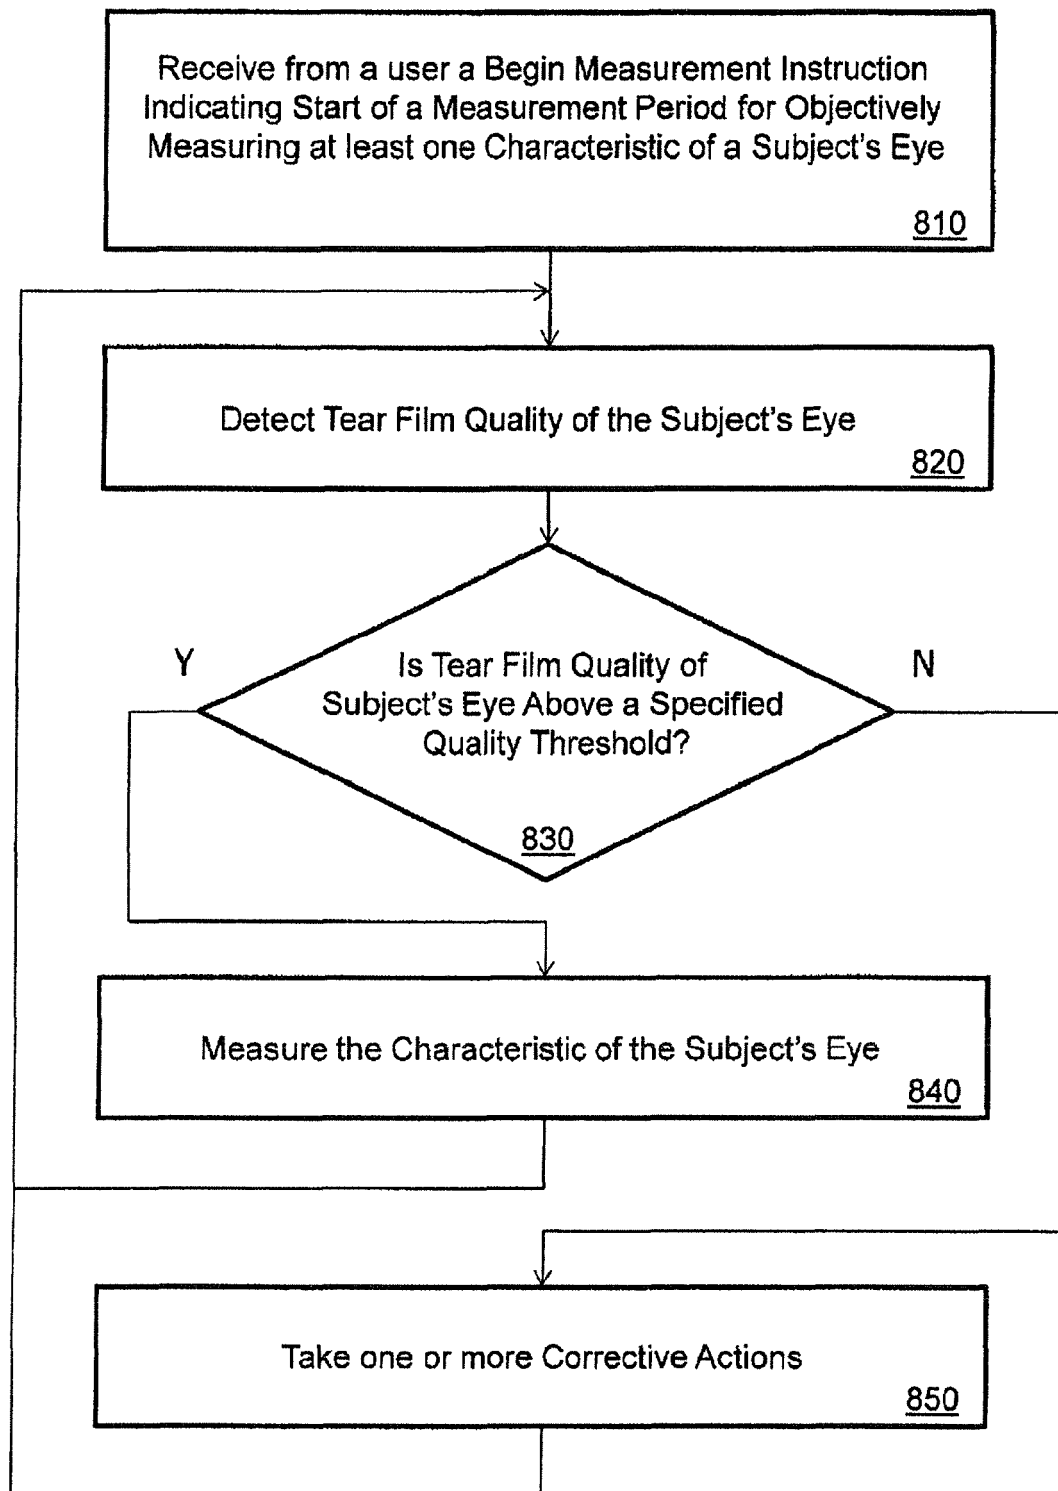 Receive from a user a Begin Measurement Instruction
Indicating Start of a Measurement Period for Objectively
Measuring at least one Characteristic of a Subject's Eye
810
Detect Tear Film Quality of the Subject's Eye
820
Y
N
Is Tear Film Quality of
Subject's Eye Above a Specified
Quality Threshold?
830
Measure the Characteristic of the Subject's Eye
840
Take one or more Corrective Actions
850